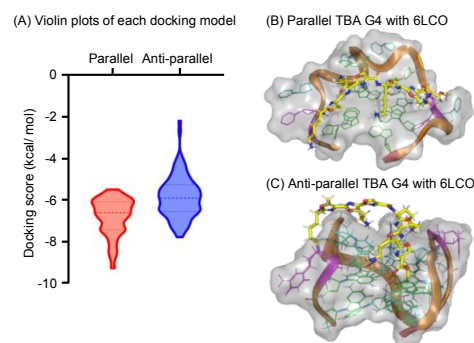 (A) Violin plots of each docking model
Parallel Anti-parallel
0
-2
-4
-6
-8
-10
Docking score (kcal/ mol)
(B) Parallel TBA G4 with 6LCO
(C) Anti-parallel TBA G4 with 6LCO